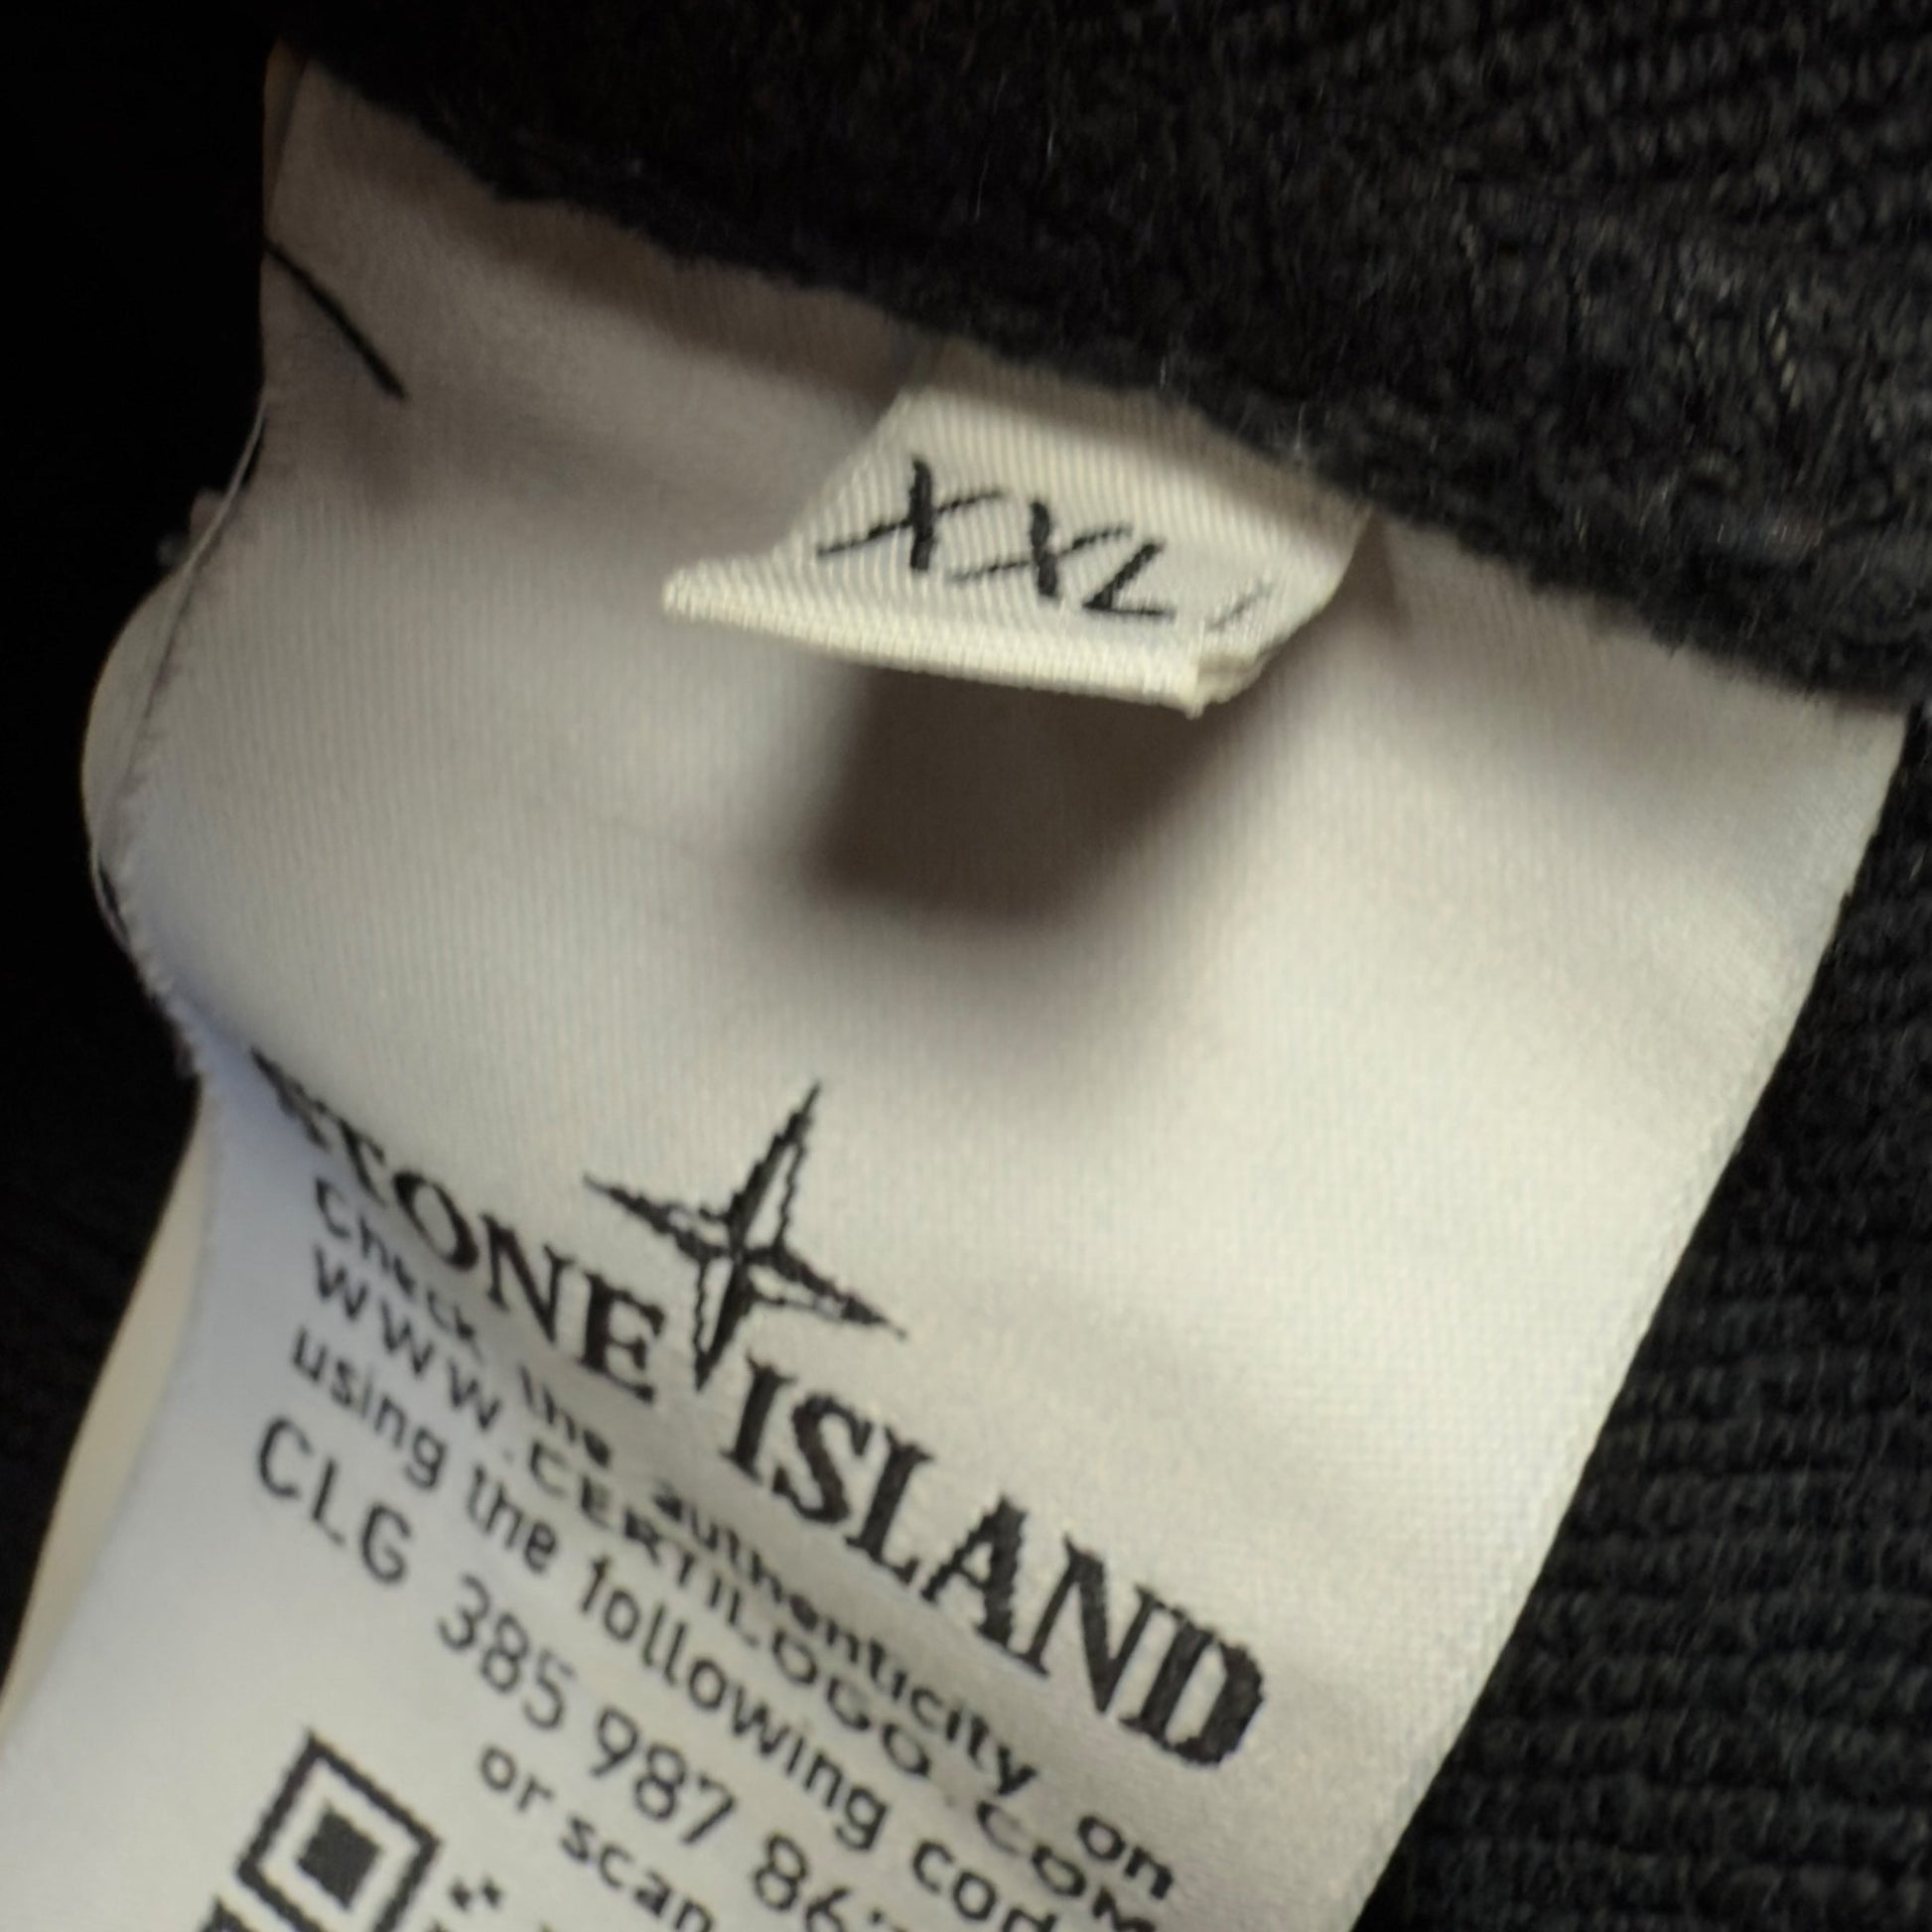 XXL
STONE ISLAND
Check the authenticity on
WWW.CERTILOGO.COM
using the following code
CLG 385 987 86
or scan